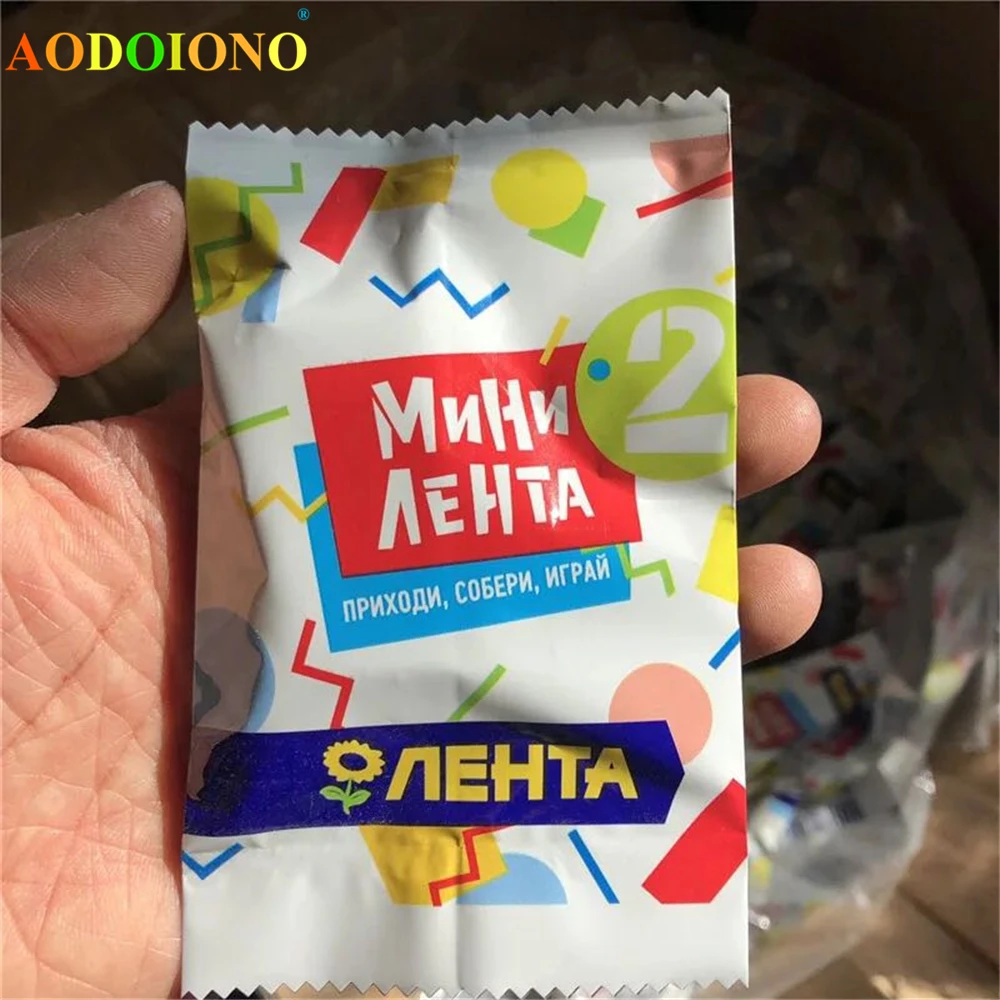 AODOIONO®
2
МиНи
ЛЕНТА
ПРИХОДИ, СОБЕРИ, ИГРАЙ
ЛЕНТА